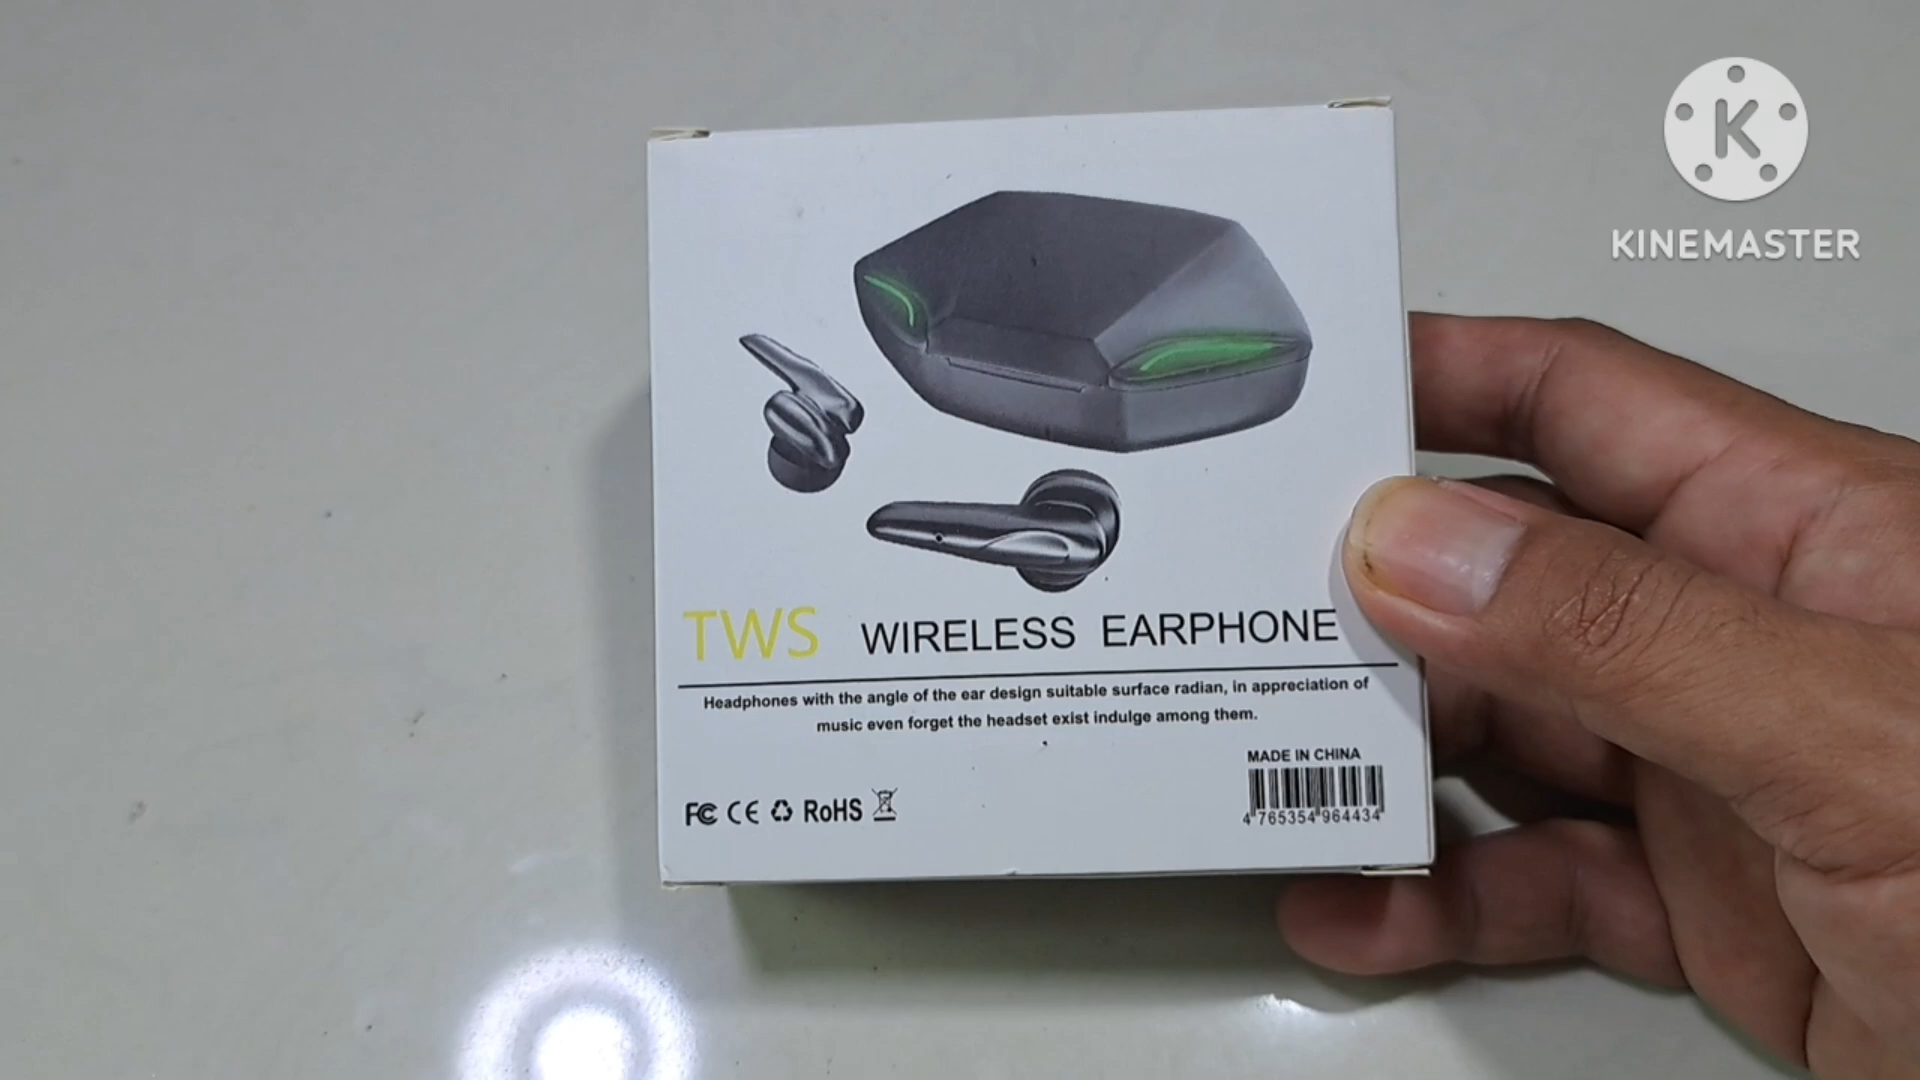 K
KINEMASTER
TWS WIRELESS EARPHONE
Headphones with the angle of the ear design suitable surface radian, in appreciation of
music even forget the headset exist indulge among them.
MADE IN CHINA
FC CE RoHS
4 765354 964434